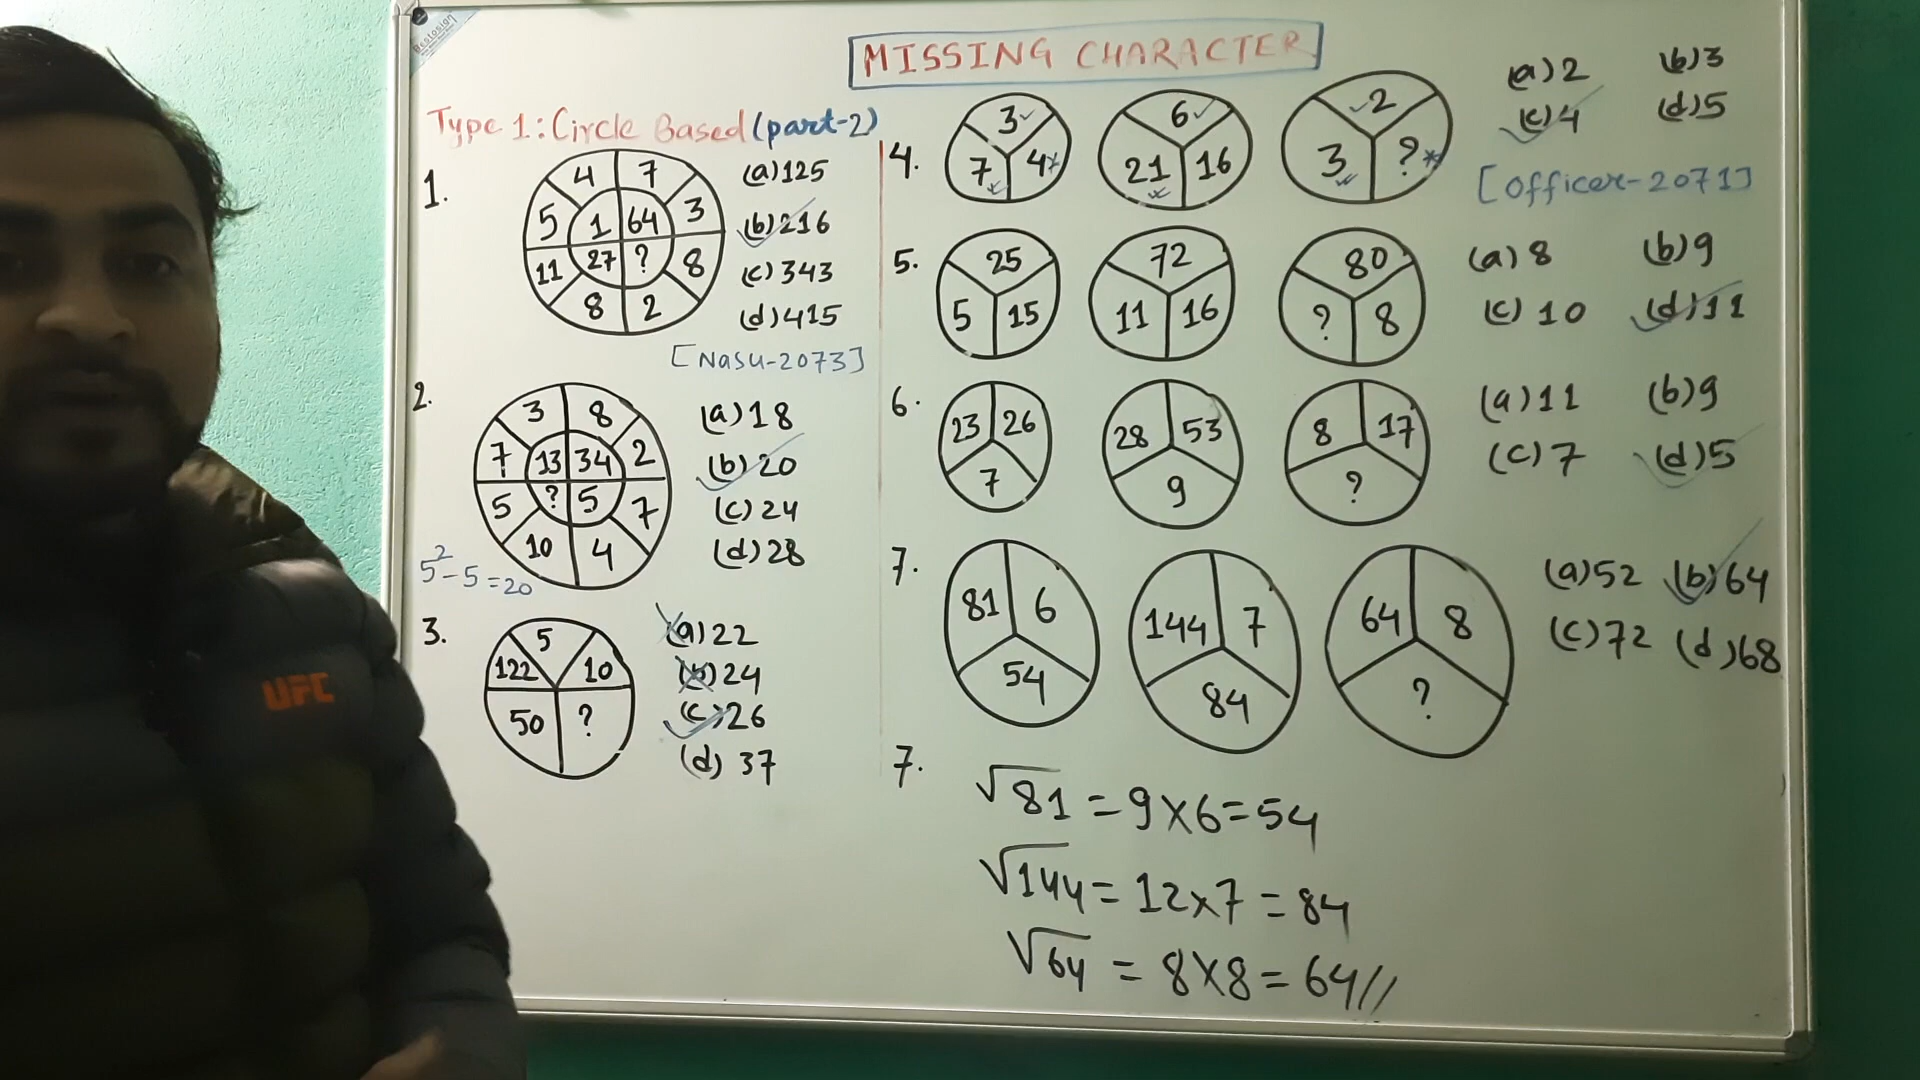 Bestosign
MISSING CHARACTER
Type 1: Circle Based (part-2)
1.
4 7
5 1 64 3
11 27 ? 8
8 2
(a) 125
(b) 216
(c) 343
(d) 415
[Nasu-2073]
2.
3 8
7 13 34 2
5 ? 5 7
10 4
(a) 18
(b) 20
(c) 24
(d) 28
5²-5=20
3.
5
122 10
50 ?
(a) 22
(b) 24
(c) 26
(d) 37
4.
3 6 2
7 4 21 16 3 ?
(a) 2 (b) 3
(c) 4 (d) 5
[Officer-2071]
5.
25 72 80
5 15 11 16 ? 8
(a) 8 (b) 9
(c) 10 (d) 11
6.
23 26 28 53 8 17
7 9 ?
(a) 11 (b) 9
(c) 7 (d) 5
7.
81 6 144 7 64 8
54 84 ?
(a) 52 (b) 64
(c) 72 (d) 68
7.
√81 = 9×6=54
√144 = 12×7 = 84
√64 = 8×8=64//
UFC